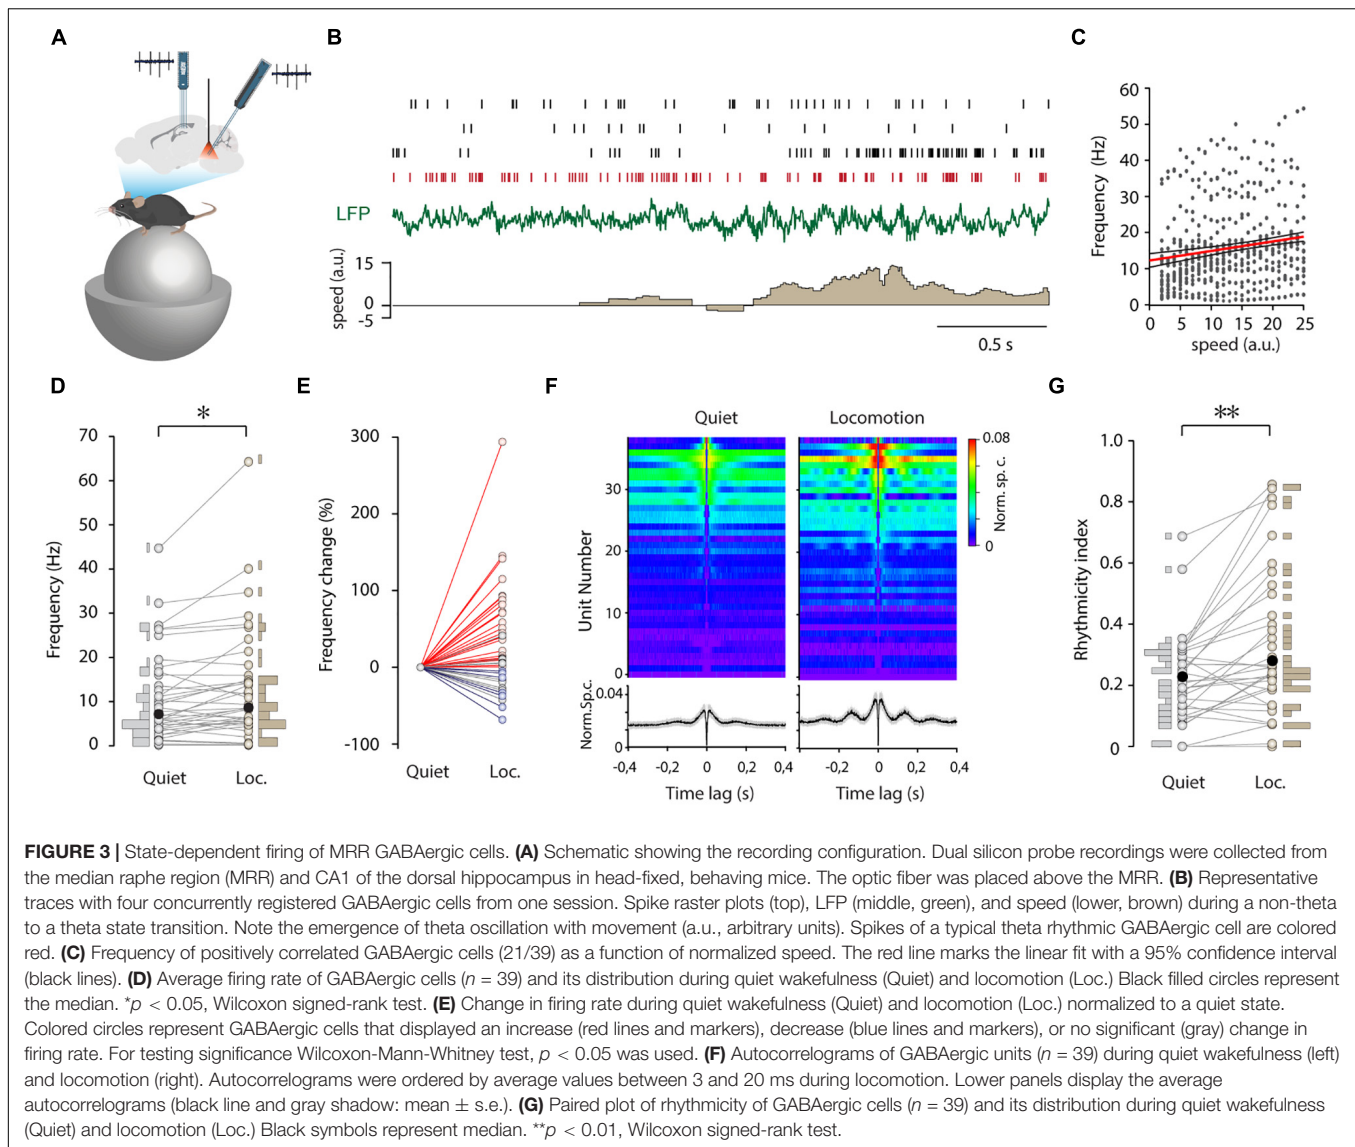 A
B
LFP
speed (a.u.)
15
0
-5
0.5 s
C
Frequency (Hz)
60
50
40
30
20
10
0
0 5 10 15 20 25
speed (a.u.)
D
*
Frequency (Hz)
70
60
50
40
30
20
10
0
Quiet Loc.
E
Frequency change (%)
300
200
100
0
-100
Quiet Loc.
F
Quiet Locomotion
Unit Number
30
20
10
0
0.08
0
Norm. sp. c.
Norm.Sp.c.
0.04
0
-0,4 -0,2 0 0,2 0,4
-0,4 -0,2 0 0,2 0,4
Time lag (s) Time lag (s)
G
**
Rhythmicity index
1.0
0.8
0.6
0.4
0.2
0
Quiet Loc.
FIGURE 3 | State-dependent firing of MRR GABAergic cells. (A) Schematic showing the recording configuration. Dual silicon probe recordings were collected from
the median raphe region (MRR) and CA1 of the dorsal hippocampus in head-fixed, behaving mice. The optic fiber was placed above the MRR. (B) Representative
traces with four concurrently registered GABAergic cells from one session. Spike raster plots (top), LFP (middle, green), and speed (lower, brown) during a non-theta
to a theta state transition. Note the emergence of theta oscillation with movement (a.u., arbitrary units). Spikes of a typical theta rhythmic GABAergic cell are colored
red. (C) Frequency of positively correlated GABAergic cells (21/39) as a function of normalized speed. The red line marks the linear fit with a 95% confidence interval
(black lines). (D) Average firing rate of GABAergic cells (n = 39) and its distribution during quiet wakefulness (Quiet) and locomotion (Loc.) Black filled circles represent
the median. *p < 0.05, Wilcoxon signed-rank test. (E) Change in firing rate during quiet wakefulness (Quiet) and locomotion (Loc.) normalized to a quiet state.
Colored circles represent GABAergic cells that displayed an increase (red lines and markers), decrease (blue lines and markers), or no significant (gray) change in
firing rate. For testing significance Wilcoxon-Mann-Whitney test, p < 0.05 was used. (F) Autocorrelograms of GABAergic units (n = 39) during quiet wakefulness (left)
and locomotion (right). Autocorrelograms were ordered by average values between 3 and 20 ms during locomotion. Lower panels display the average
autocorrelograms (black line and gray shadow: mean ± s.e.). (G) Paired plot of rhythmicity of GABAergic cells (n = 39) and its distribution during quiet wakefulness
(Quiet) and locomotion (Loc.) Black symbols represent median. **p < 0.01, Wilcoxon signed-rank test.